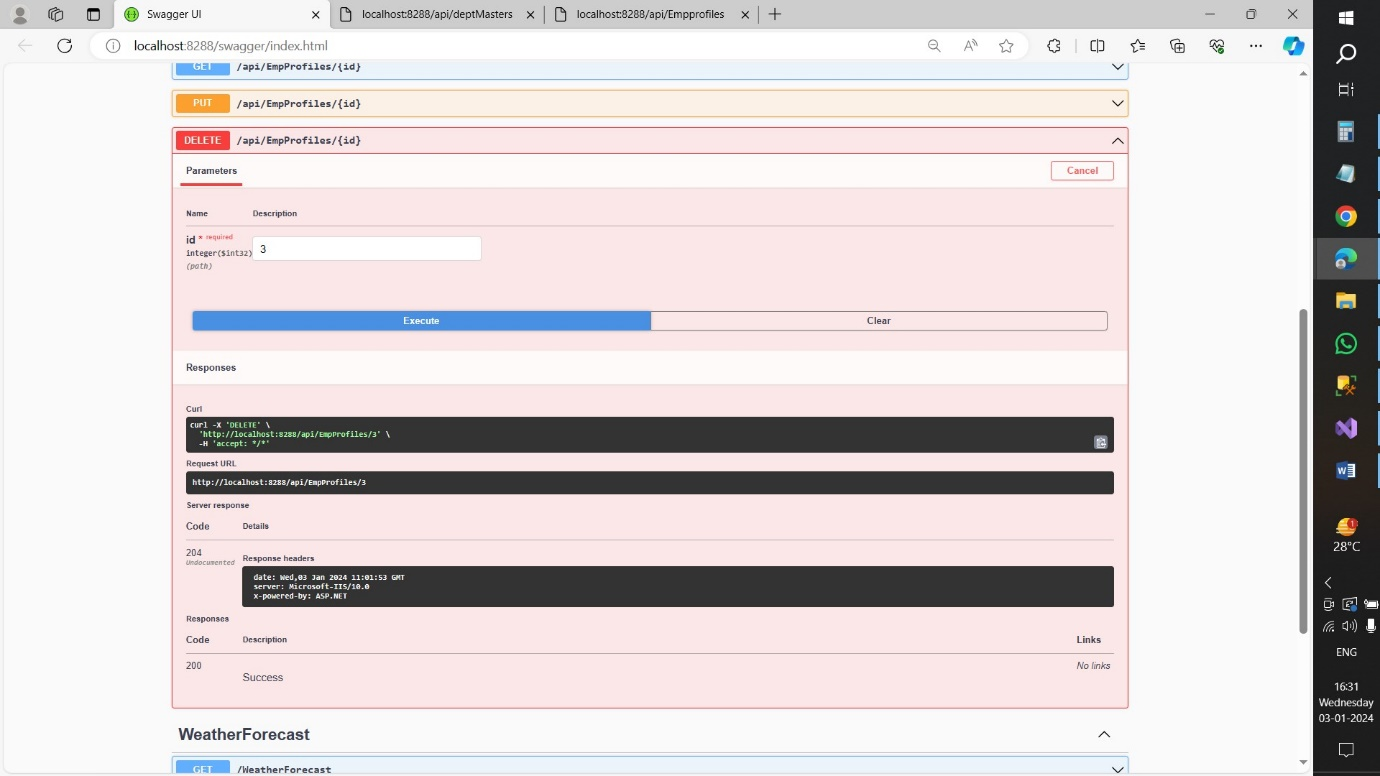 Swagger UI
localhost:8288/api/deptMasters
localhost:8288/api/Empprofiles
localhost:8288/swagger/index.html
GET /api/EmpProfiles/{id}
PUT /api/EmpProfiles/{id}
DELETE /api/EmpProfiles/{id}
Parameters
Cancel
Name Description
id * required
integer($int32)
(path)
3
Execute
Clear
Responses
Curl
curl -X 'DELETE' \
'http://localhost:8288/api/EmpProfiles/3' \
-H 'accept: */*'
Request URL
http://localhost:8288/api/EmpProfiles/3
Server response
Code Details
204
Undocumented
Response headers
date: Wed,03 Jan 2024 11:01:53 GMT
server: Microsoft-IIS/10.0
x-powered-by: ASP.NET
Responses
Code Description Links
200
Success
No links
WeatherForecast
GET /WeatherForecast
1
28°C
ENG
16:31
Wednesday
03-01-2024